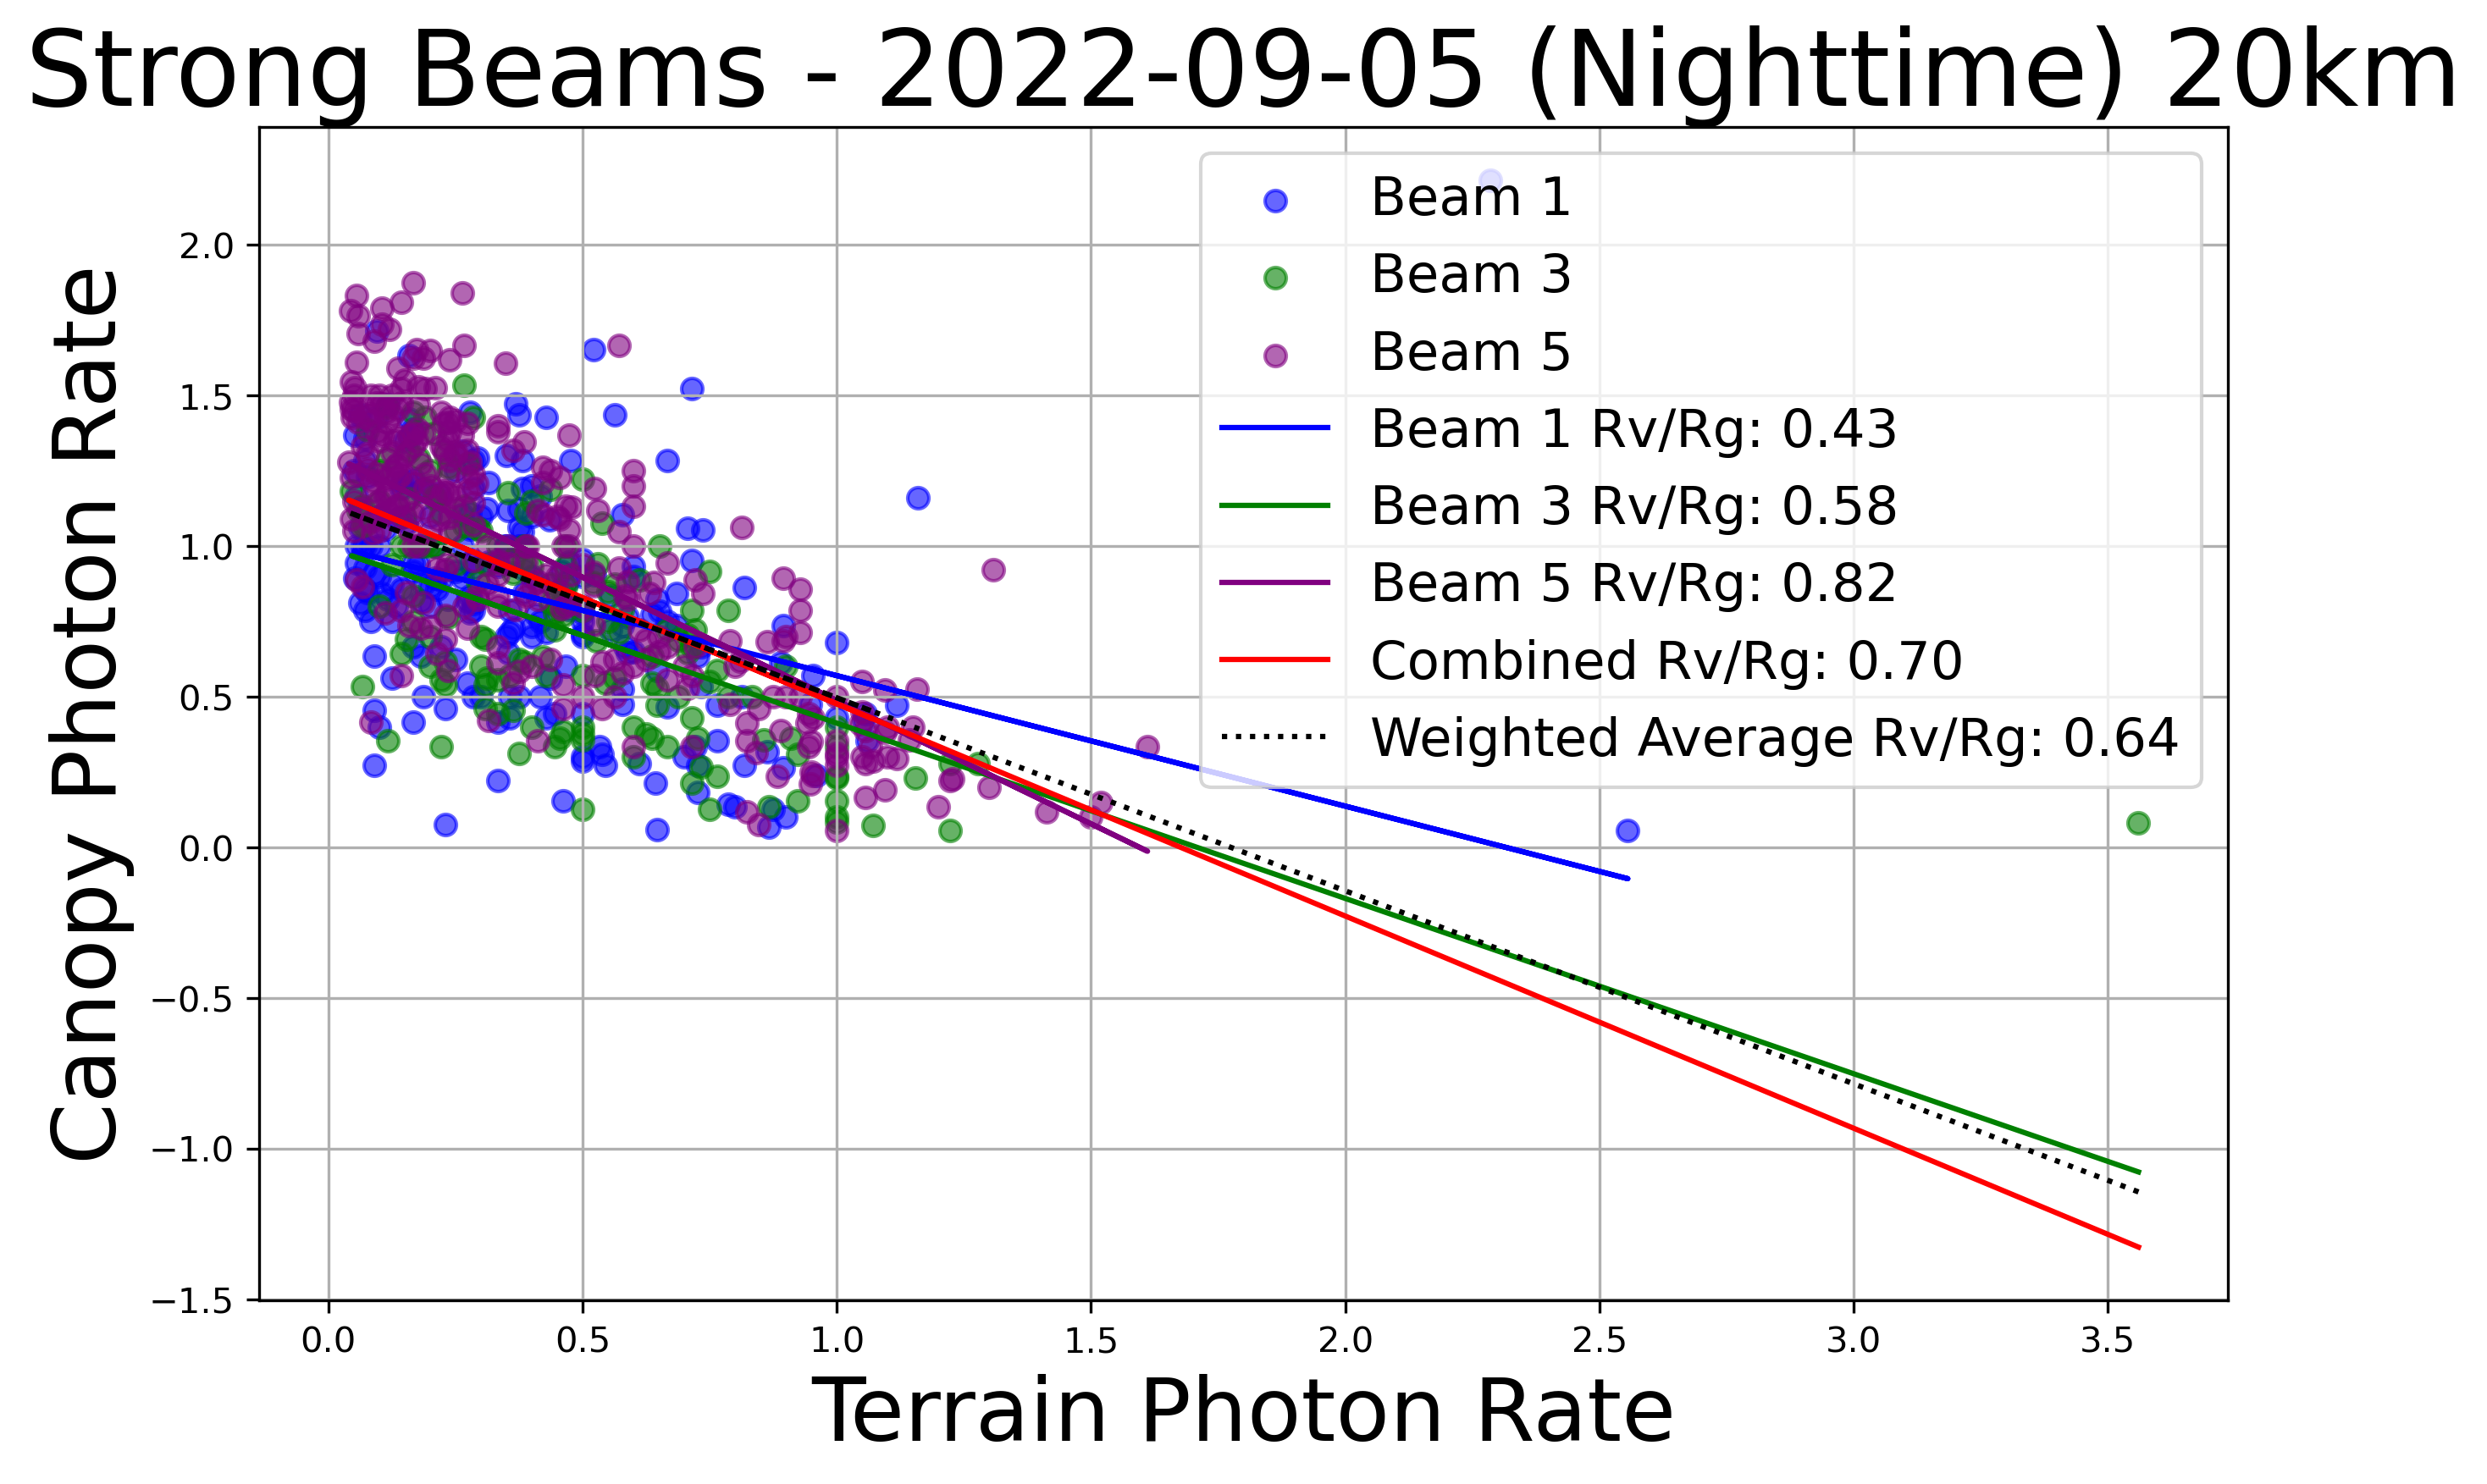 Strong Beams - 2022-09-05 (Nighttime) 20km
Canopy Photon Rate
2.0
1.5
1.0
0.5
0.0
−0.5
−1.0
−1.5
Beam 1
Beam 3
Beam 5
Beam 1 Rv/Rg: 0.43
Beam 3 Rv/Rg: 0.58
Beam 5 Rv/Rg: 0.82
Combined Rv/Rg: 0.70
Weighted Average Rv/Rg: 0.64
0.0 0.5 1.0 1.5 2.0 2.5 3.0 3.5
Terrain Photon Rate